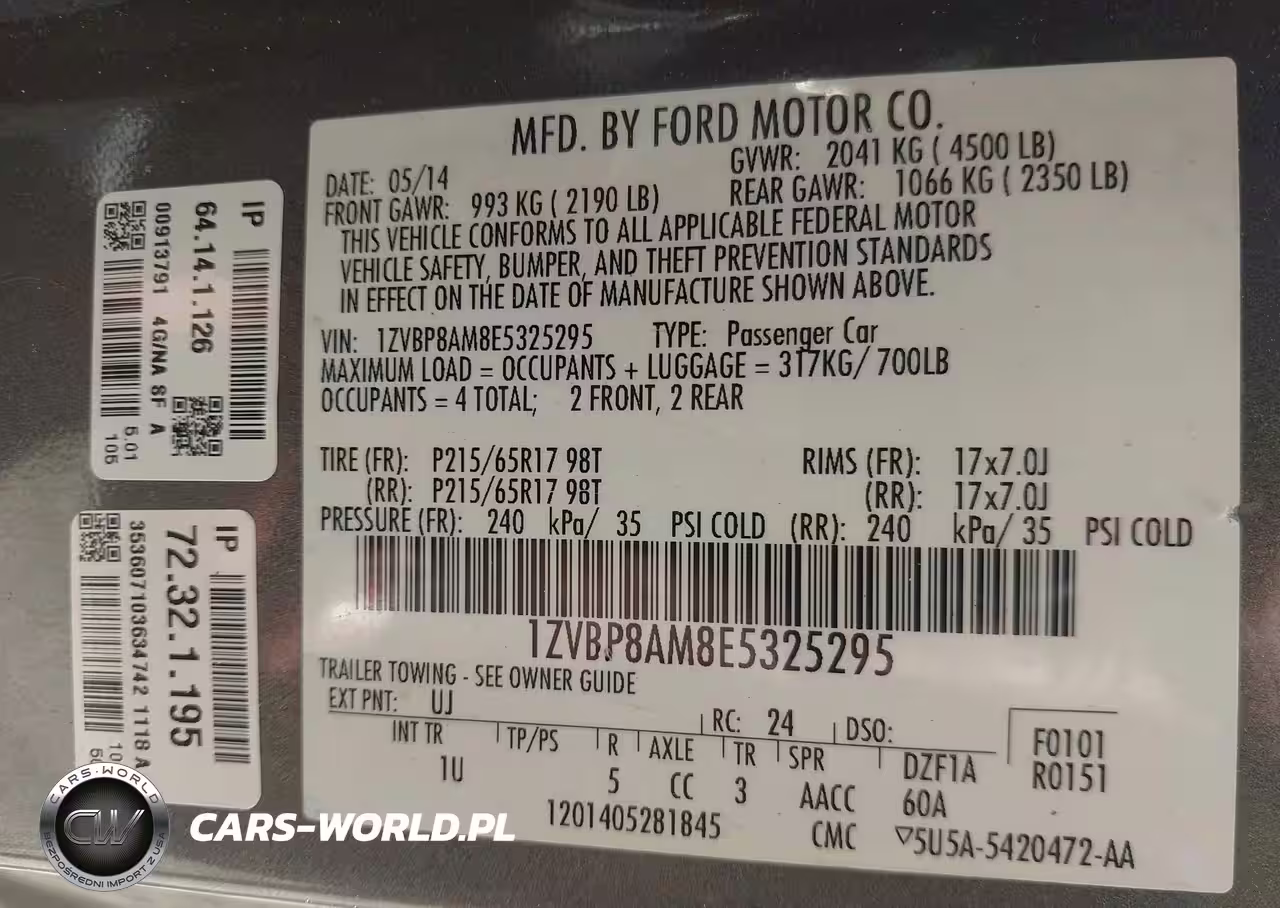 MFD. BY FORD MOTOR CO.
DATE: 05/14 GVWR: 2041 KG ( 4500 LB)
FRONT GAWR: 993 KG ( 2190 LB) REAR GAWR: 1066 KG ( 2350 LB)
THIS VEHICLE CONFORMS TO ALL APPLICABLE FEDERAL MOTOR
VEHICLE SAFETY, BUMPER, AND THEFT PREVENTION STANDARDS
IN EFFECT ON THE DATE OF MANUFACTURE SHOWN ABOVE.
VIN: 1ZVBP8AM8E5325295 TYPE: Passenger Car
MAXIMUM LOAD = OCCUPANTS + LUGGAGE = 317KG/ 700LB
OCCUPANTS = 4 TOTAL; 2 FRONT, 2 REAR
TIRE (FR): P215/65R17 98T RIMS (FR): 17x7.0J
(RR): P215/65R17 98T (RR): 17x7.0J
PRESSURE (FR): 240 kPa/ 35 PSI COLD (RR): 240 kPa/ 35 PSI COLD
1ZVBP8AM8E5325295
TRAILER TOWING - SEE OWNER GUIDE
EXT PNT: UJ RC: 24 DSO: F0101
INT TR TP/PS R AXLE TR SPR DZF1A R0151
1U 5 CC 3 AACC 60A
1201405281845 CMC ▽5U5A-5420472-AA
IP
64.14.1.126
00913791 4G/NA 8F A
5.01
105
IP
72.32.1.195
353607103634742 1118 A
CARS-WORLD
CW
BEZPOŚREDNI IMPORT Z USA
CARS-WORLD.PL